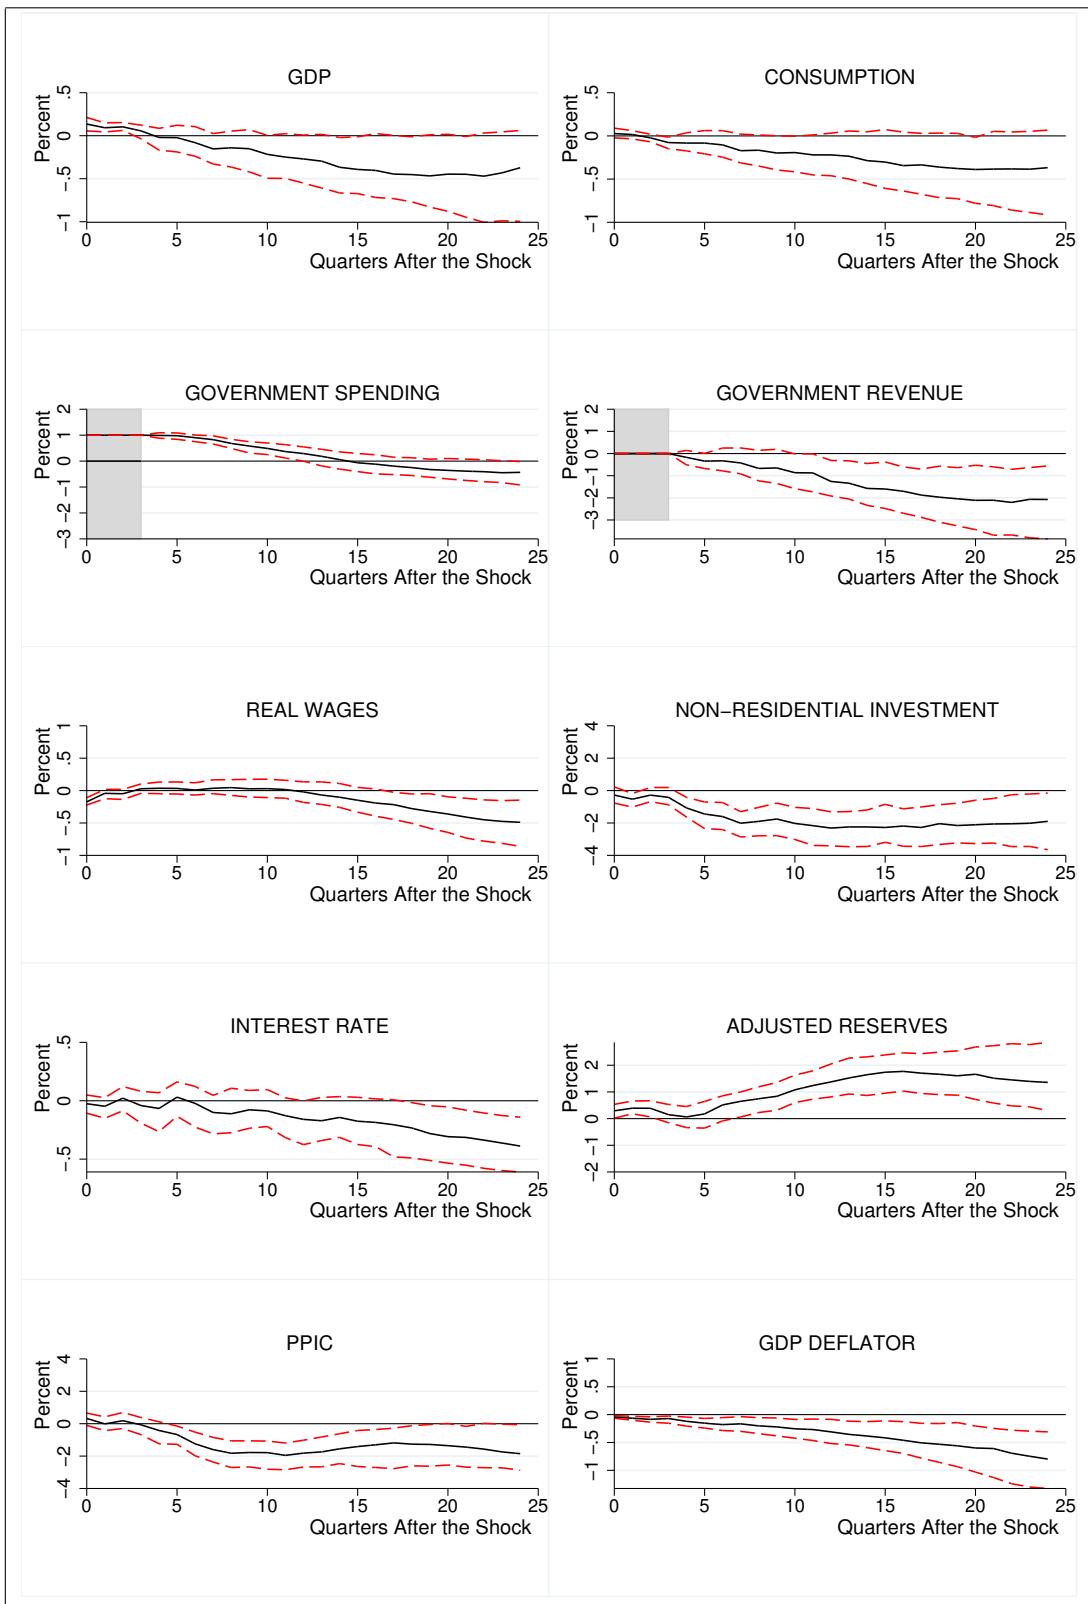 GDP
Percent
.5
0
-.5
-1
0 5 10 15 20 25
Quarters After the Shock
CONSUMPTION
Percent
.5
0
-.5
-1
0 5 10 15 20 25
Quarters After the Shock
GOVERNMENT SPENDING
Percent
2
1
0
-1
-2
-3
0 5 10 15 20 25
Quarters After the Shock
GOVERNMENT REVENUE
Percent
2
1
0
-1
-2
-3
0 5 10 15 20 25
Quarters After the Shock
REAL WAGES
Percent
1
.5
0
-.5
-1
0 5 10 15 20 25
Quarters After the Shock
NON-RESIDENTIAL INVESTMENT
Percent
4
2
0
-2
-4
0 5 10 15 20 25
Quarters After the Shock
INTEREST RATE
Percent
.5
0
-.5
0 5 10 15 20 25
Quarters After the Shock
ADJUSTED RESERVES
Percent
2
1
0
-1
-2
0 5 10 15 20 25
Quarters After the Shock
PPIC
Percent
4
2
0
-2
-4
0 5 10 15 20 25
Quarters After the Shock
GDP DEFLATOR
Percent
1
.5
0
-.5
-1
0 5 10 15 20 25
Quarters After the Shock